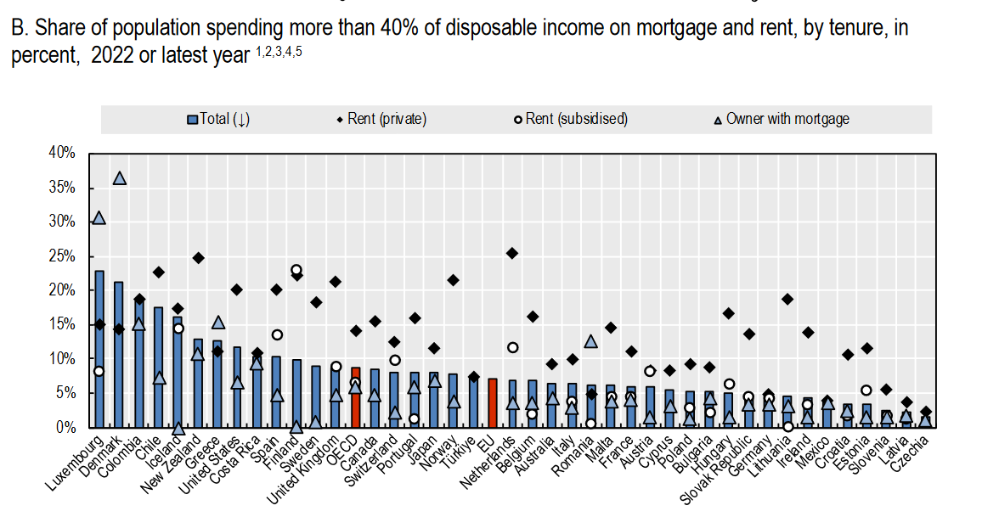 B. Share of population spending more than 40% of disposable income on mortgage and rent, by tenure, in
percent, 2022 or latest year 1,2,3,4,5
Total (↓)
Rent (private)
Rent (subsidised)
Owner with mortgage
40%
35%
30%
25%
20%
15%
10%
5%
0%
Luxembourg
Denmark
Colombia
Chile
Iceland
New Zealand
Greece
United States
Costa Rica
Spain
Finland
Sweden
United Kingdom
OECD
Canada
Switzerland
Portugal
Japan
Norway
Türkiye
EU
Netherlands
Belgium
Australia
Italy
Romania
Malta
France
Austria
Cyprus
Poland
Bulgaria
Hungary
Slovak Republic
Germany
Lithuania
Ireland
Mexico
Croatia
Estonia
Slovenia
Latvia
Czechia